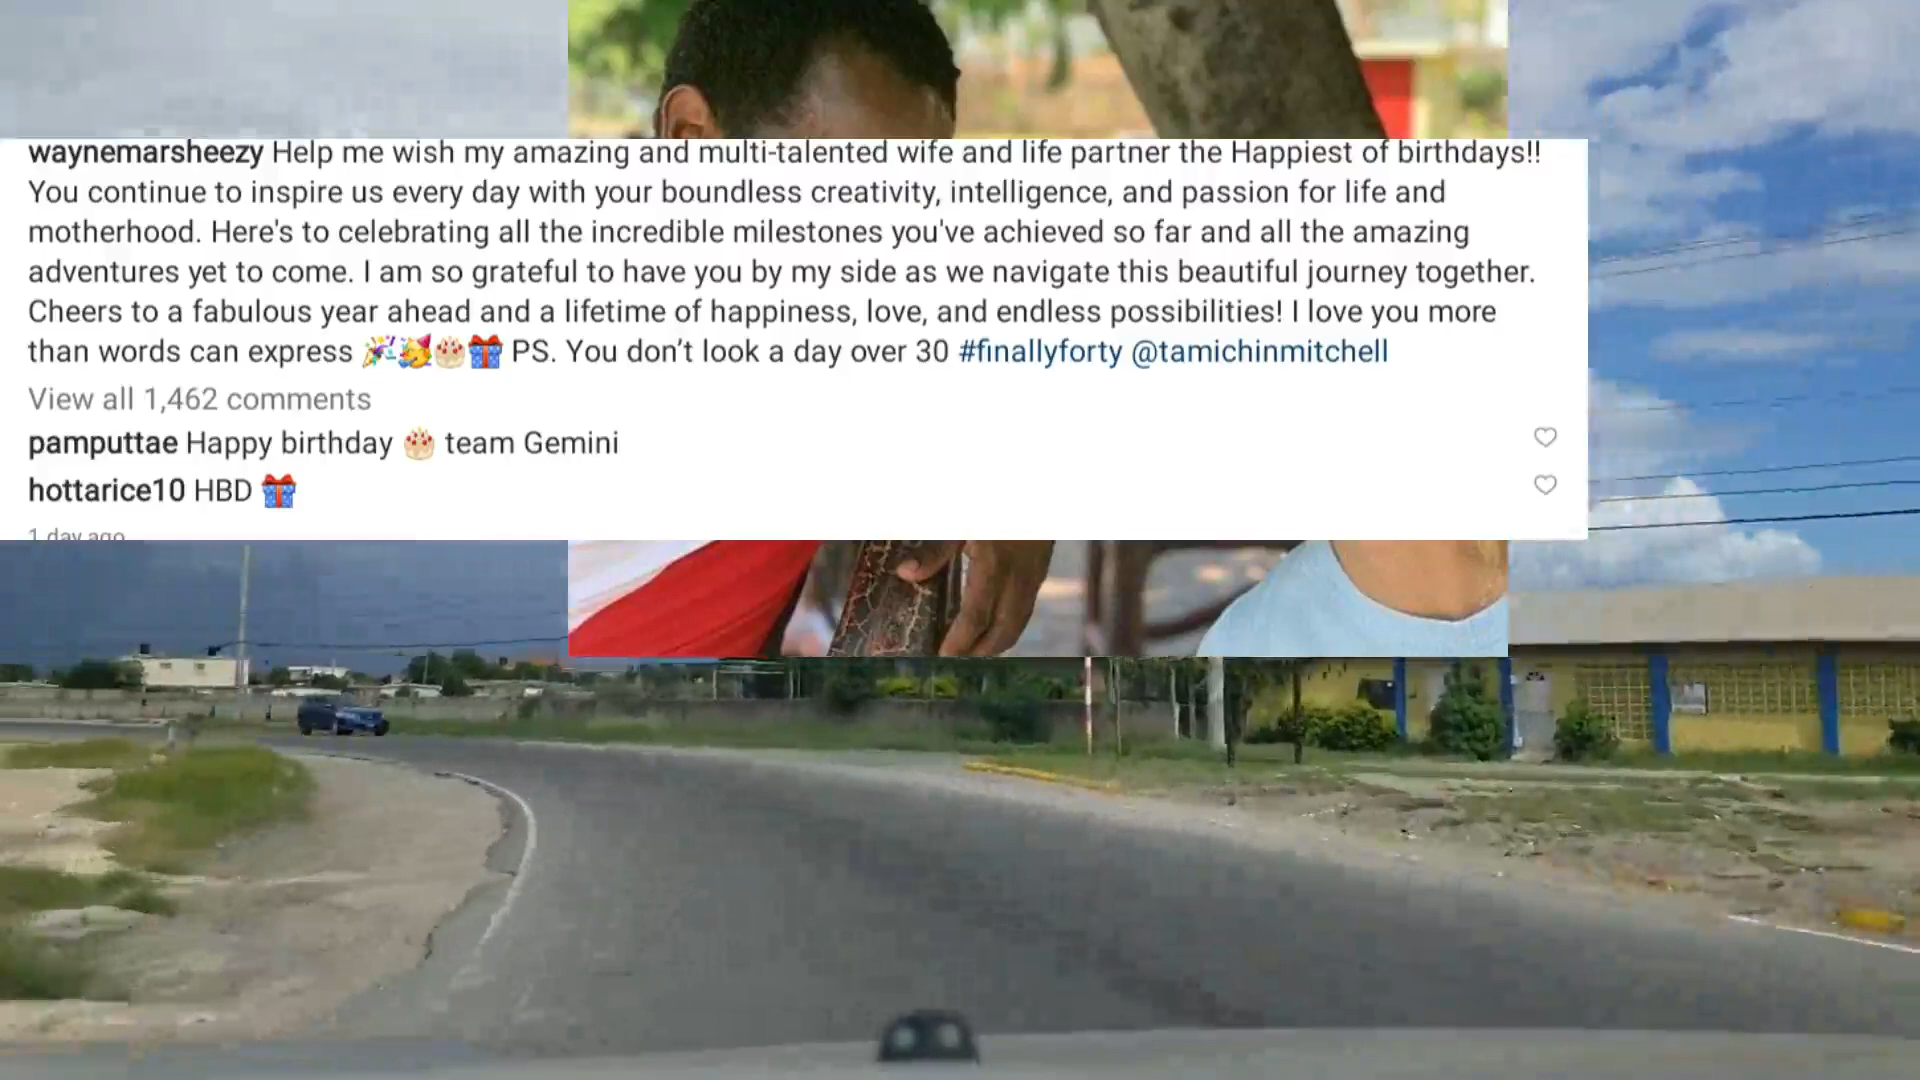 waynemarsheezy Help me wish my amazing and multi-talented wife and life partner the Happiest of birthdays!!
You continue to inspire us every day with your boundless creativity, intelligence, and passion for life and
motherhood. Here's to celebrating all the incredible milestones you've achieved so far and all the amazing
adventures yet to come. I am so grateful to have you by my side as we navigate this beautiful journey together.
Cheers to a fabulous year ahead and a lifetime of happiness, love, and endless possibilities! I love you more
than words can express 🎉🥳🎂🎁 PS. You don’t look a day over 30 #finallyforty @tamichinmitchell
View all 1,462 comments
pamputtae Happy birthday 🎂 team Gemini
hottarice10 HBD 🎁
1 day ago